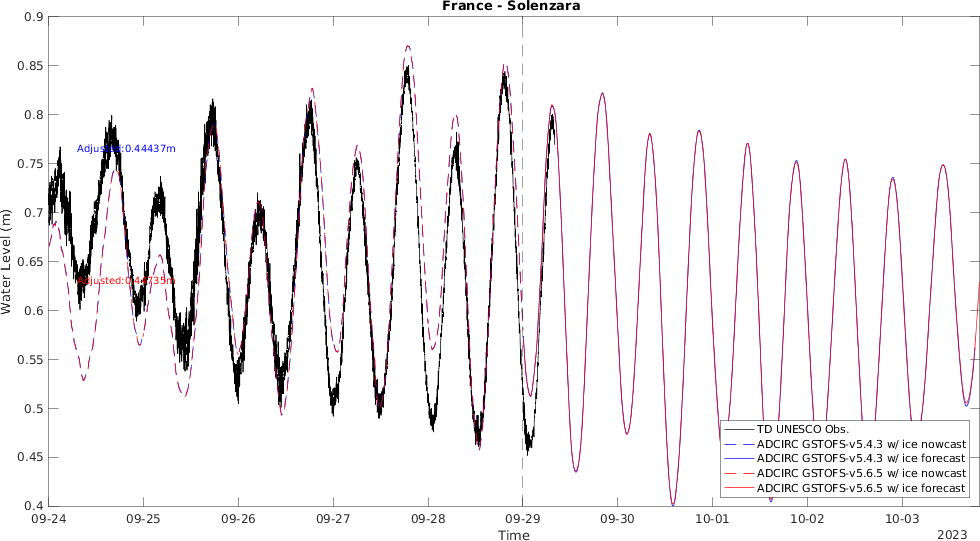 France - Solenzara
Water Level (m)
0.9
0.85
0.8
0.75
0.7
0.65
0.6
0.55
0.5
0.45
0.4
Adjusted:0.44437m
TD UNESCO Obs.
ADCIRC GSTOFS-v5.4.3 w/ ice nowcast
ADCIRC GSTOFS-v5.4.3 w/ ice forecast
ADCIRC GSTOFS-v5.6.5 w/ ice nowcast
ADCIRC GSTOFS-v5.6.5 w/ ice forecast
09-24 09-25 09-26 09-27 09-28 09-29 09-30 10-01 10-02 10-03
Time
2023